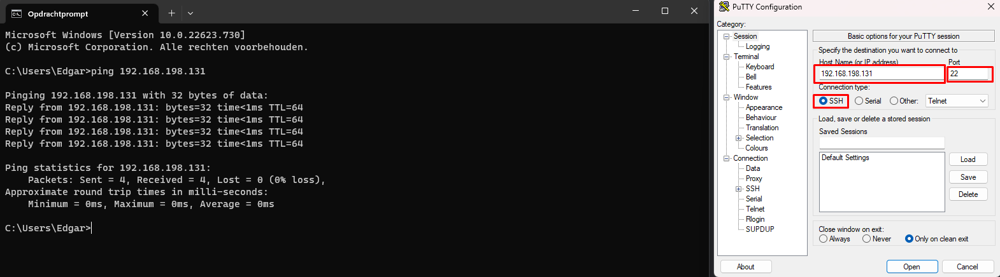 Opdrachtprompt
Microsoft Windows [Version 10.0.22623.730]
(c) Microsoft Corporation. Alle rechten voorbehouden.
C:\Users\Edgar>ping 192.168.198.131
Pinging 192.168.198.131 with 32 bytes of data:
Reply from 192.168.198.131: bytes=32 time<1ms TTL=64
Reply from 192.168.198.131: bytes=32 time<1ms TTL=64
Reply from 192.168.198.131: bytes=32 time<1ms TTL=64
Reply from 192.168.198.131: bytes=32 time<1ms TTL=64
Ping statistics for 192.168.198.131:
Packets: Sent = 4, Received = 4, Lost = 0 (0% loss),
Approximate round trip times in milli-seconds:
Minimum = 0ms, Maximum = 0ms, Average = 0ms
C:\Users\Edgar>
PuTTY Configuration
Category:
Session
Logging
Terminal
Keyboard
Bell
Features
Window
Appearance
Behaviour
Translation
Selection
Colours
Connection
Data
Proxy
SSH
Serial
Telnet
Rlogin
SUPDUP
Basic options for your PuTTY session
Specify the destination you want to connect to
Host Name (or IP address) Port
192.168.198.131 22
Connection type:
SSH Serial Other: Telnet
Load, save or delete a stored session
Saved Sessions
Default Settings
Load
Save
Delete
Close window on exit:
Always Never Only on clean exit
About Open Cancel